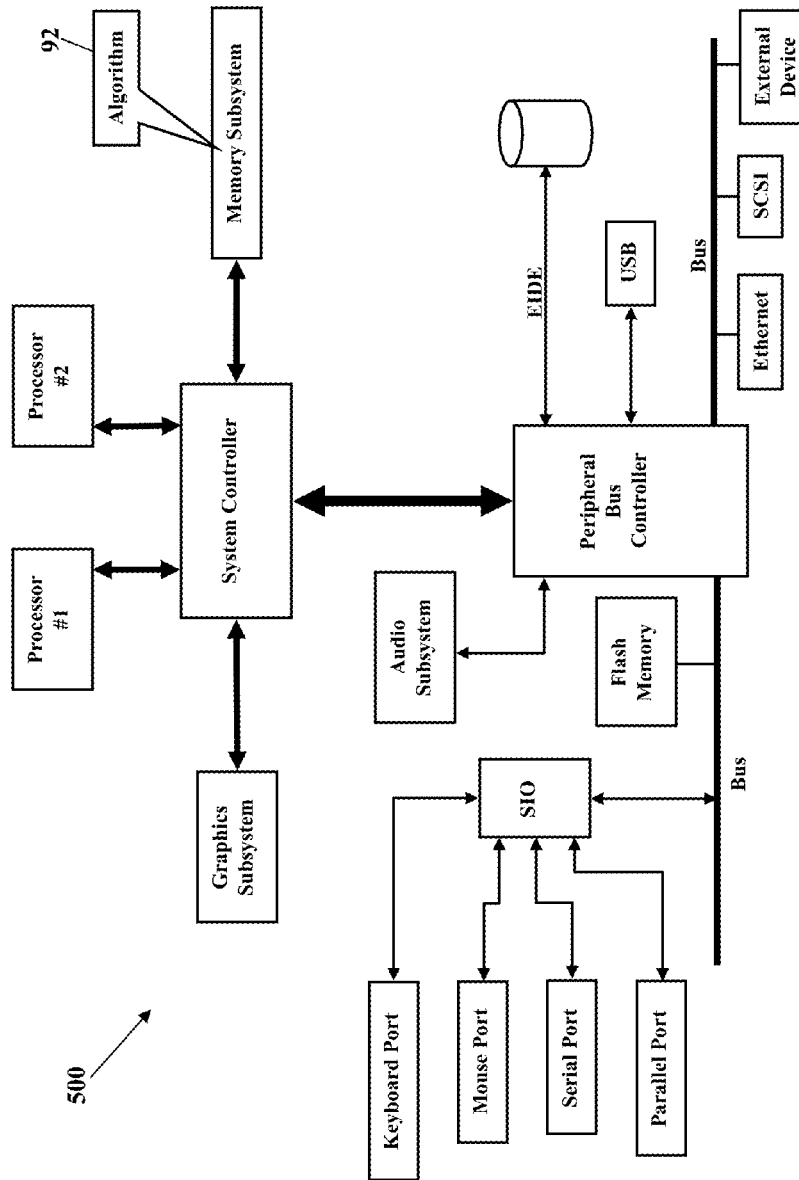 500
Processor
#1
Processor
#2
92
Algorithm
Graphics
Subsystem
System Controller
Memory Subsystem
Keyboard Port
Mouse Port
Serial Port
Parallel Port
SIO
Audio
Subsystem
Flash
Memory
Peripheral
Bus
Controller
EIDE
USB
Bus
Bus
Ethernet
SCSI
External
Device